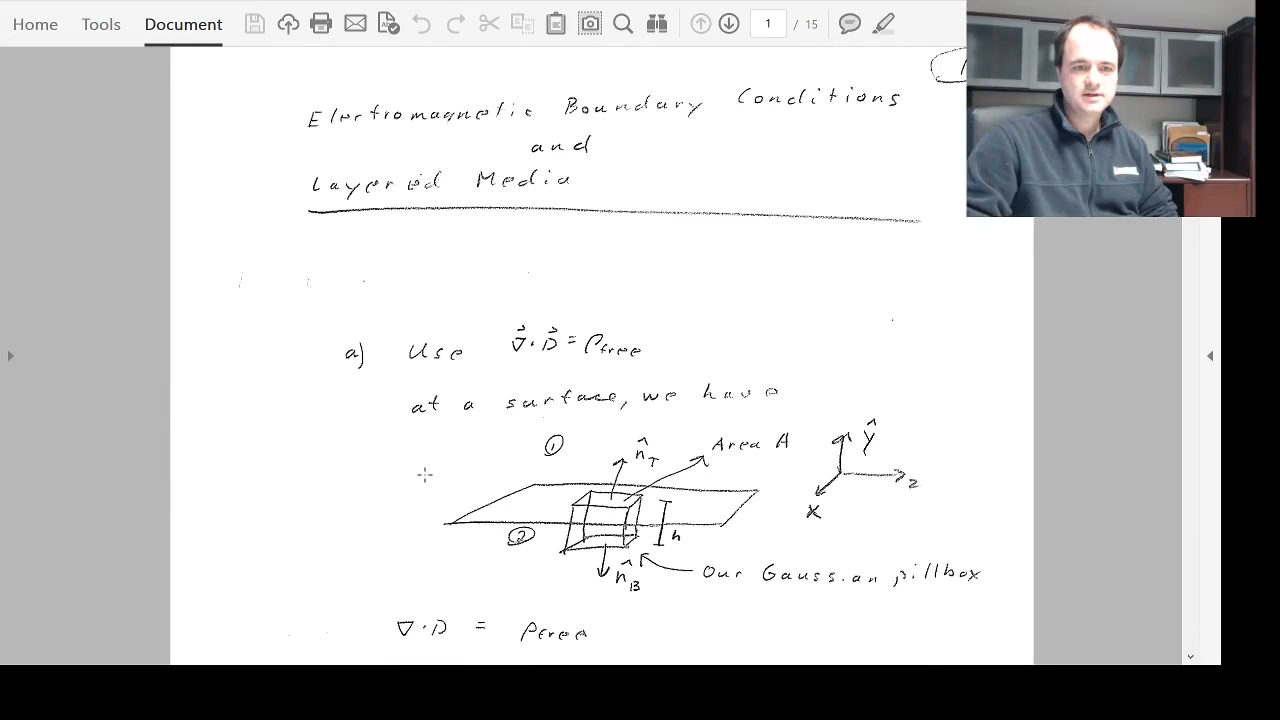 Home Tools Document 1 / 15
Electromagnetic Boundary Conditions
and
Layered Media
a) Use ∇⃗·D⃗ = ρfree
at a surface, we have
① n̂T Area A ŷ
z
x
② h
n̂B Our Gaussian pillbox
∇·D = ρfree